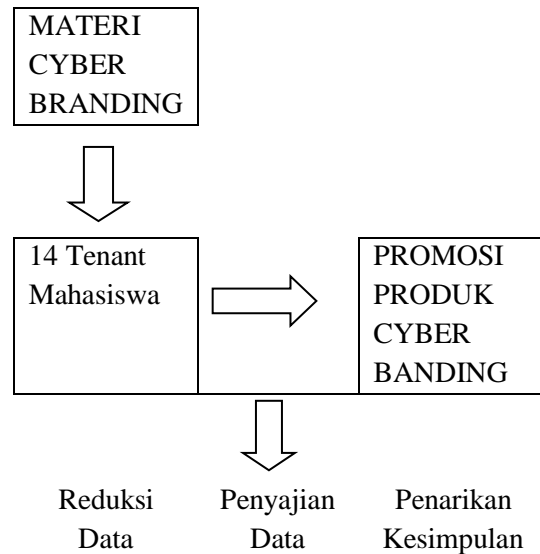 MATERI
CYBER
BRANDING
14 Tenant
Mahasiswa
PROMOSI
PRODUK
CYBER
BANDING
Reduksi
Data
Penyajian
Data
Penarikan
Kesimpulan